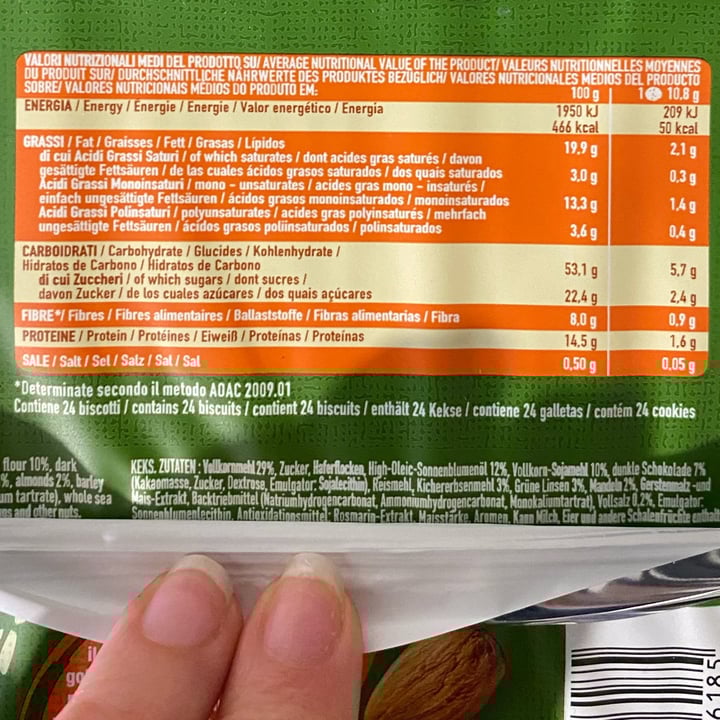 VALORI NUTRIZIONALI MEDI DEL PRODOTTO SU/ AVERAGE NUTRITIONAL VALUE OF THE PRODUCT/ VALEURS NUTRITIONNELLES MOYENNES
DU PRODUIT SUR/ DURCHSCHNITTLICHE NÄHRWERTE DES PRODUKTES BEZÜGLICH/ VALORES NUTRICIONALES MEDIOS DEL PRODUCTO
SOBRE/ VALORES NUTRICIONAIS MÉDIOS DO PRODUTO EM: 100 g 1 10,8 g
ENERGIA / Energy / Énergie / Energie / Valor energético / Energia 1950 kJ 209 kJ
466 kcal 50 kcal
GRASSI / Fat / Graisses / Fett / Grasas / Lípidos 19,9 g 2,1 g
di cui Acidi Grassi Saturi / of which saturates / dont acides gras saturés / davon
gesättigte Fettsäuren / de las cuales ácidos grasos saturados / dos quais saturados 3,0 g 0,3 g
Acidi Grassi Monoinsaturi / mono - unsaturates / acides gras mono - insaturés /
einfach ungesättigte Fettsäuren / ácidos grasos monoinsaturados / monoinsaturados 13,3 g 1,4 g
Acidi Grassi Polinsaturi / polyunsaturates / acides gras polyinsaturés / mehrfach
ungesättigte Fettsäuren / ácidos grasos poliinsaturados / polinsaturados 3,6 g 0,4 g
CARBOIDRATI / Carbohydrate / Glucides / Kohlenhydrate /
Hidratos de Carbono / Hidratos de Carbono 53,1 g 5,7 g
di cui Zuccheri / of which sugars / dont sucres /
davon Zucker / de los cuales azúcares / dos quais açúcares 22,4 g 2,4 g
FIBRE*/ Fibres / Fibres alimentaires / Ballaststoffe / Fibras alimentarias / Fibra 8,0 g 0,9 g
PROTEINE / Protein / Protéines / Eiweiß / Proteínas / Proteínas 14,5 g 1,6 g
SALE / Salt / Sel / Salz / Sal / Sal 0,50 g 0,05 g
*Determinate secondo il metodo AOAC 2009.01
Contiene 24 biscotti / contains 24 biscuits / contient 24 biscuits / enthält 24 Kekse / contiene 24 galletas / contém 24 cookies
flour 10%, dark
%, almonds 2%, barley
um tartrate), whole sea
and other nuts.
KEKS. ZUTATEN: Vollkornmehl 29%, Zucker, Haferflocken, High-Oleic-Sonnenblumenöl 12%, Vollkorn-Sojamehl 10%, dunkle Schokolade 7%
(Kakaomasse, Zucker, Dextrose, Emulgator: Sojalecithin), Reismehl, Kichererbsenmehl 3%, Grüne Linsen 3%, Mandeln 2%, Gerstenmalz- und
Mais-Extrakt, Backtriebmittel (Natriumhydrogencarbonat, Ammoniumhydrogencarbonat, Monokaliumtartrat), Vollsalz 0,2%, Emulgator:
Sonnenblumenlecithin, Antioxidationsmittel: Rosmarin-Extrakt, Maisstärke, Aromen. Kann Milch, Eier und andere Schalenfrüchte
il
go
6185